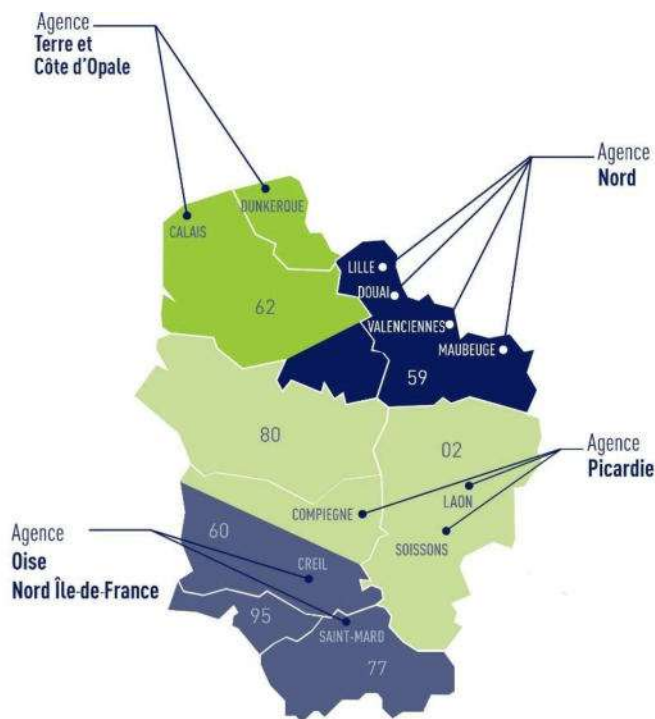 Agence
Terre et
Côte d'Opale
Agence
Nord
DUNKERQUE
CALAIS
LILLE
DOUAI
62
VALENCIENNES
MAUBEUGE
59
80
02
Agence
Picardie
LAON
COMPIEGNE
SOISSONS
60
Agence
Oise
Nord Île-de-France
CREIL
95
SAINT-MARD
77